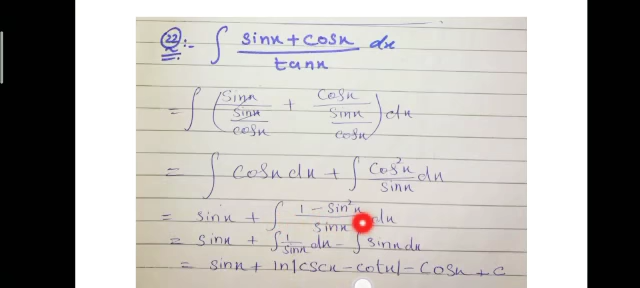 22:- ∫ (sinx + cosx)/tanx dx
= ∫ ( sinx/(sinx/cosx) + cosx/(sinx/cosx) ) dx
= ∫ cosx dx + ∫ cos²x/sinx dx
= sinx + ∫ (1 - sin²x)/sinx dx
= sinx + ∫ 1/sinx dx - ∫ sinx dx
= sinx + ln|cscx - cotx| - cosx + c